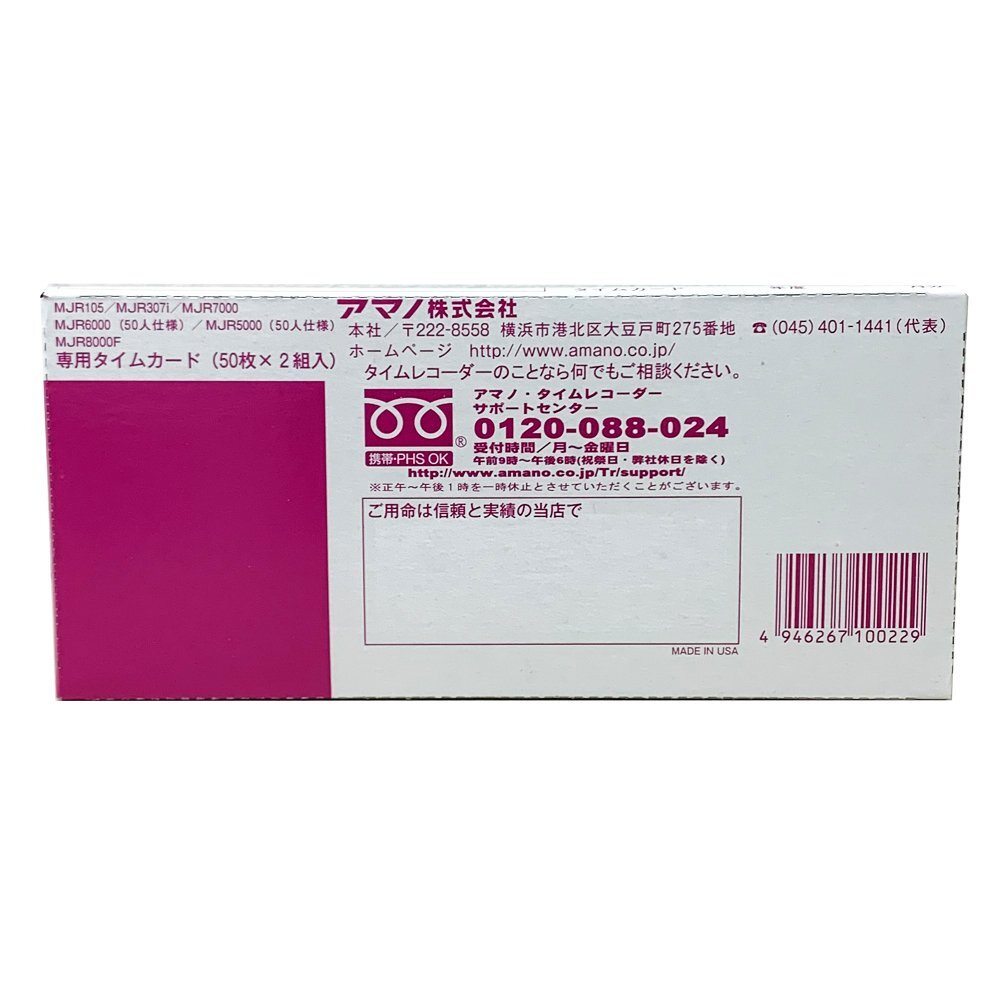 タイムカード
MJR105／MJR307i／MJR7000
MJR6000（50人仕様）／MJR5000（50人仕様）
MJR8000F
専用タイムカード（50枚×2組入）
アマノ株式会社
本社／〒222-8558 横浜市港北区大豆戸町275番地 ☎(045)401-1441(代表)
ホームページ http://www.amano.co.jp/
タイムレコーダーのことなら何でもご相談ください。
携帯・PHS OK
®
アマノ・タイムレコーダー
サポートセンター
0120-088-024
受付時間／月～金曜日
午前9時～午後6時(祝祭日・弊社休日を除く)
http://www.amano.co.jp/Tr/support/
※正午～午後1時を一時休止とさせていただくことがございます。
ご用命は信頼と実績の当店で
4 946267 100229
MADE IN USA